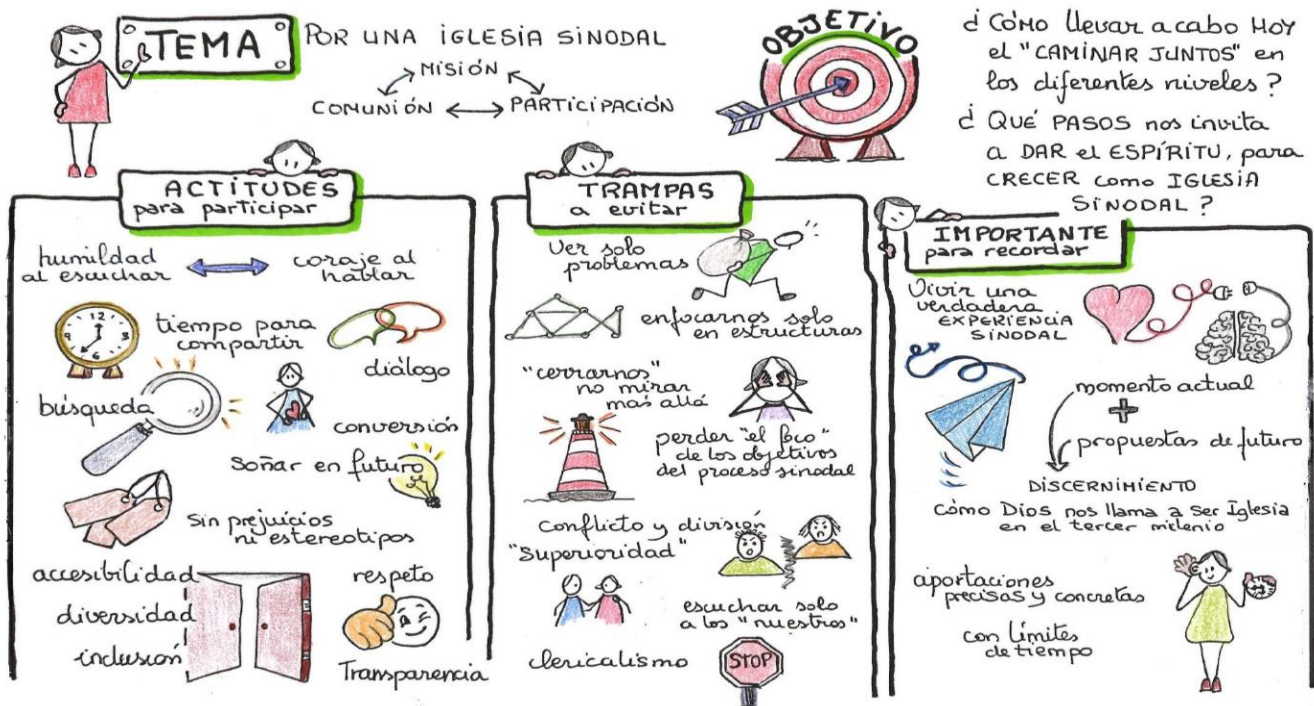 TEMA
POR UNA iGLESiA SiNODAL
MiSiÓN
COMUNiÓN
PARTiCiPACiÓN
OBJETiVO
¿ CÓMO llevar a cabo HOY
el "CAMINAR JUNTOS" en
los diferentes niveles ?
¿ QUÉ PASOS nos invita
a DAR el ESPÍRITU, para
CRECER como IGLESIA
SINODAL ?
ACTiTUDES
para participar
humildad
al escuchar
coraje al
hablar
tiempo para
compartir
diálogo
búsqueda
conversión
Soñar en futuro
Sin prejuicios
ni estereotipos
accesibilidad
diversidad
inclusión
respeto
Transparencia
TRAMPAS
a evitar
Ver solo
problemas
enfocarnos solo
en estructuras
"cerrarnos"
no mirar
más allá
perder "el foco"
de los objetivos
del proceso sinodal
conflicto y división
"Superioridad"
escuchar solo
a los "nuestros"
clericalismo
STOP
IMPORTANTE
para recordar
Vivir una
verdadera
EXPERIENCIA
SINODAL
momento actual
+
propuestas de futuro
DISCERNIMIENTO
cómo Dios nos llama a ser Iglesia
en el tercer milenio
aportaciones
precisas y concretas
con límites
de tiempo